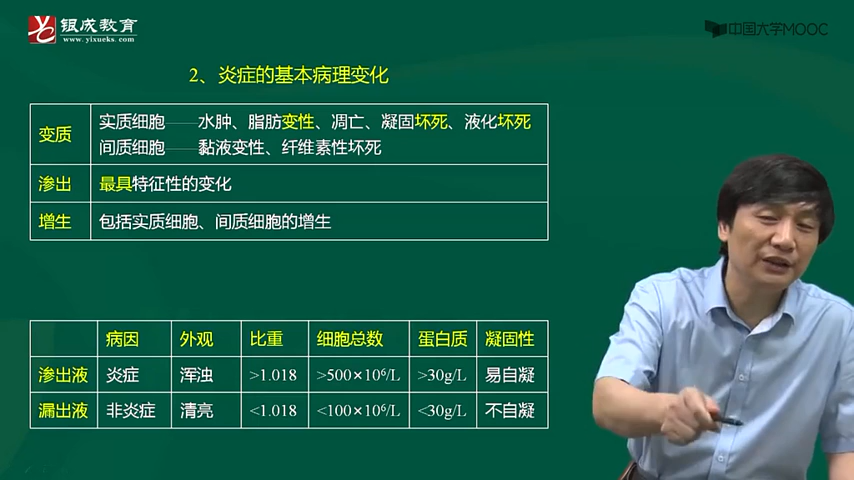 银成教育
www.yixueks.com
中国大学MOOC
2、炎症的基本病理变化
变质 实质细胞——水肿、脂肪变性、凋亡、凝固坏死、液化坏死
间质细胞——黏液变性、纤维素性坏死
渗出 最具特征性的变化
增生 包括实质细胞、间质细胞的增生
病因 外观 比重 细胞总数 蛋白质 凝固性
渗出液 炎症 浑浊 >1.018 >500×10⁶/L >30g/L 易自凝
漏出液 非炎症 清亮 <1.018 <100×10⁶/L <30g/L 不自凝